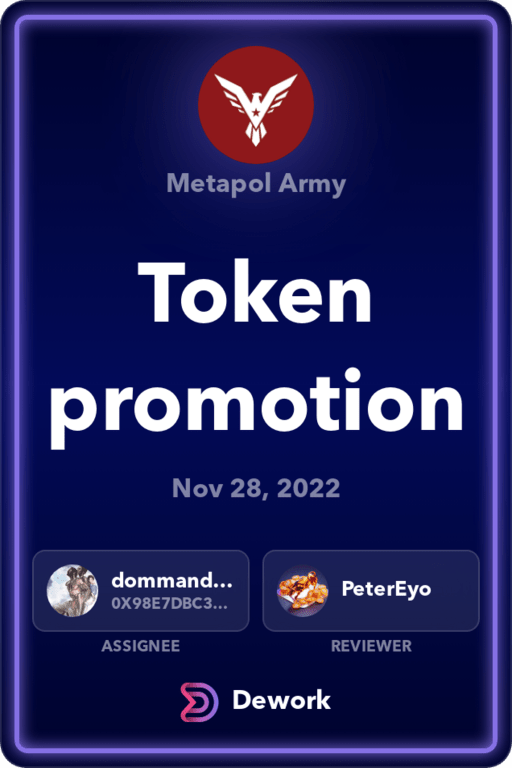 Metapol Army
Token
promotion
Nov 28, 2022
dommand...
0X98E7DBC3...
PeterEyo
ASSIGNEE
REVIEWER
Dework